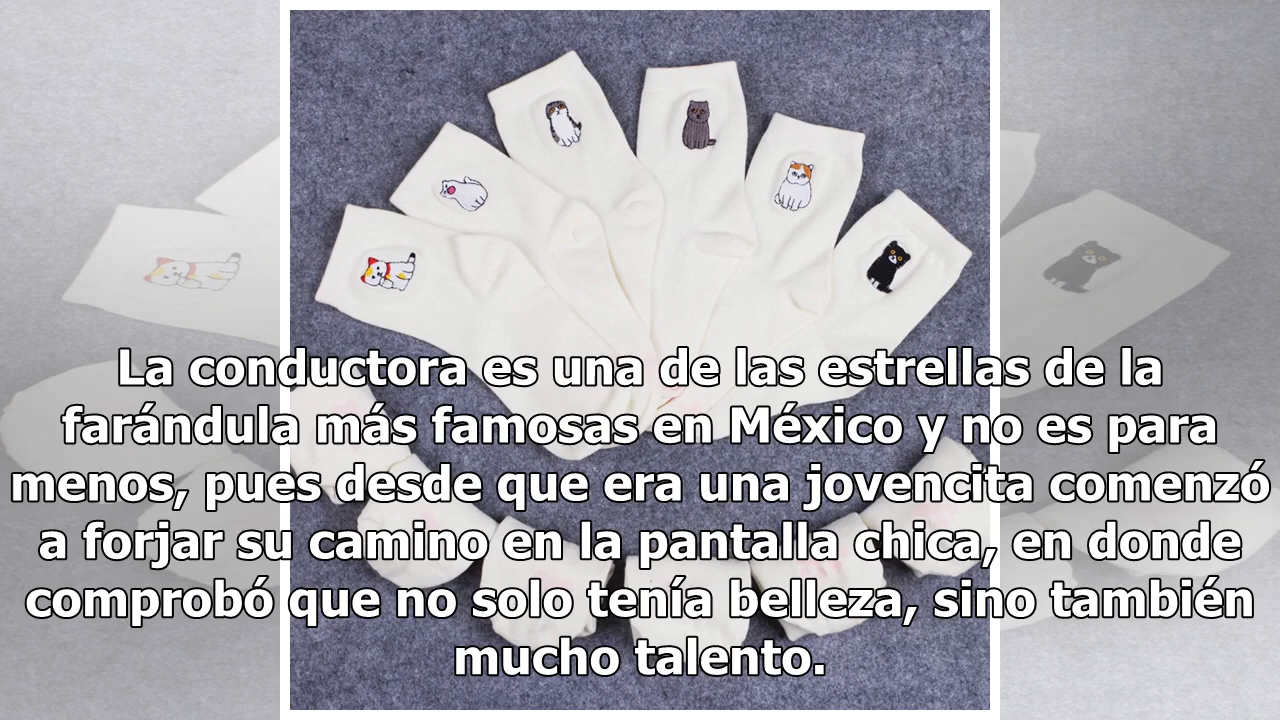 La conductora es una de las estrellas de la
farándula más famosas en México y no es para
menos, pues desde que era una jovencita comenzó
a forjar su camino en la pantalla chica, en donde
comprobó que no solo tenía belleza, sino también
mucho talento.